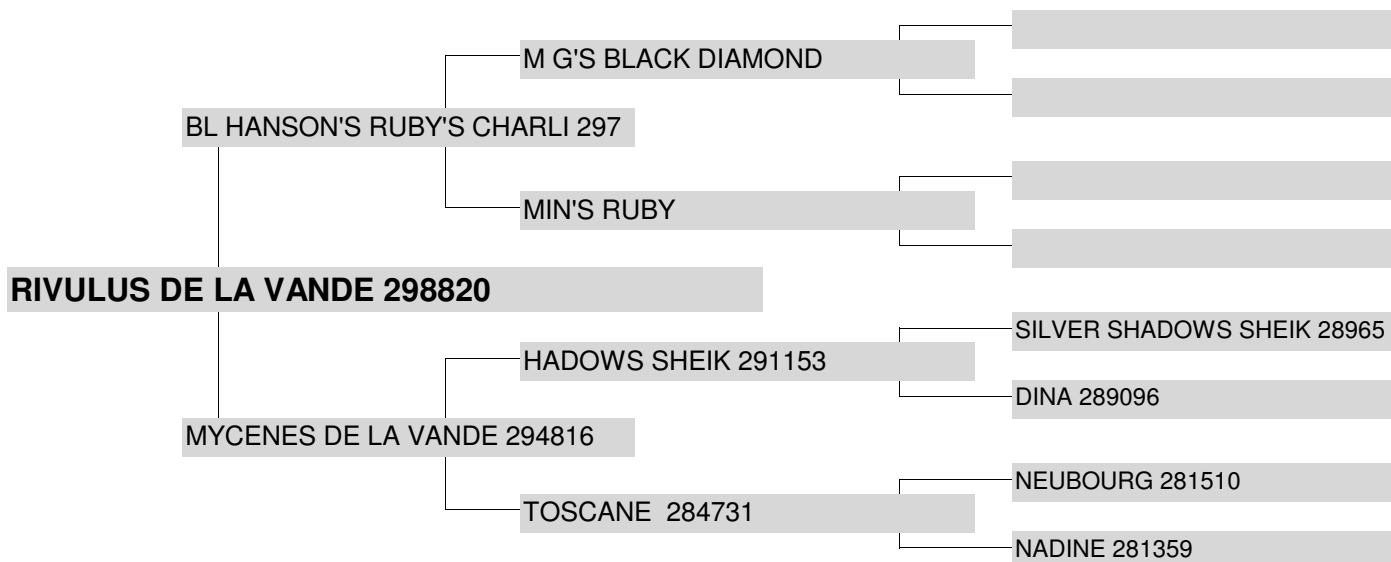 M G'S BLACK DIAMOND
BL HANSON'S RUBY'S CHARLI 297
MIN'S RUBY
RIVULUS DE LA VANDE 298820
SILVER SHADOWS SHEIK 28965
HADOWS SHEIK 291153
DINA 289096
MYCENES DE LA VANDE 294816
NEUBOURG 281510
TOSCANE 284731
NADINE 281359